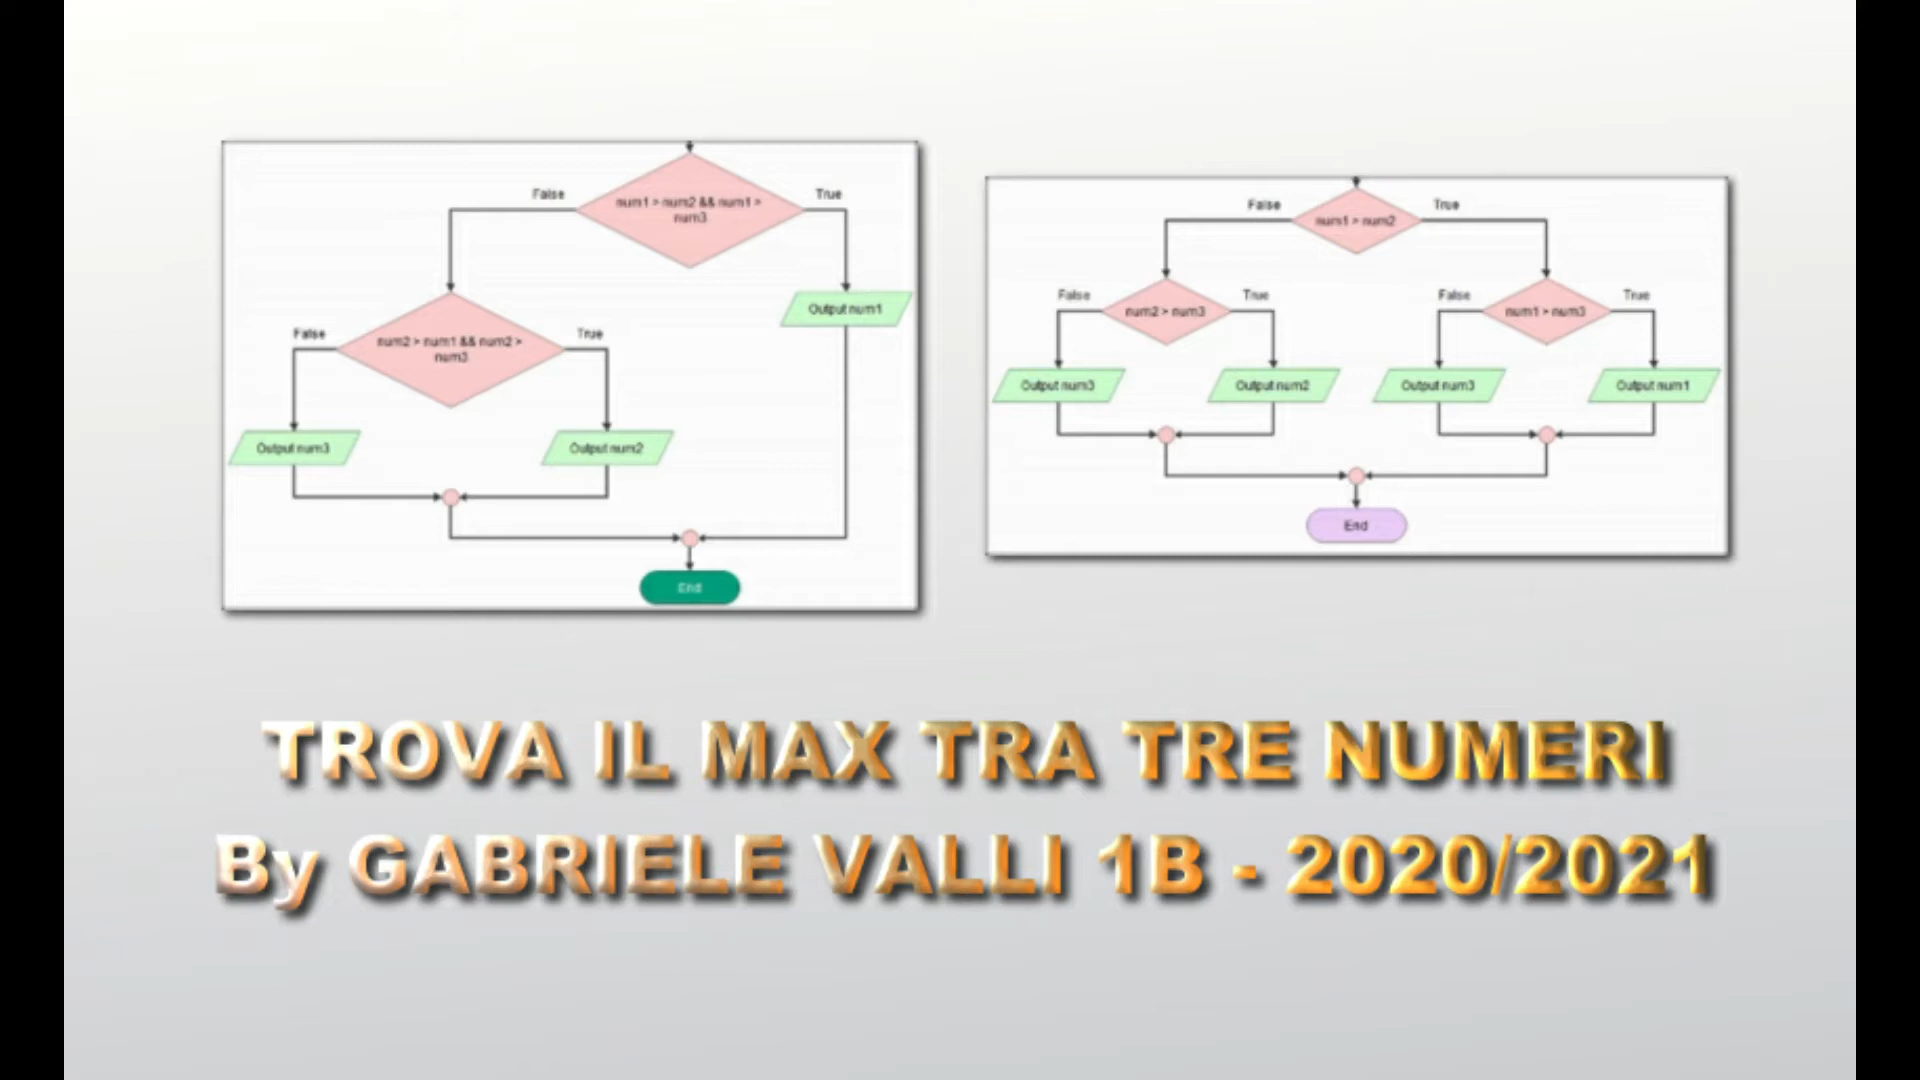 False
True
num1 > num2 && num1 >
num3
Output num1
False
True
num2 > num1 && num2 >
num3
Output num3
Output num2
End
False
True
num1 > num2
False
True
False
True
num2 > num3
num1 > num3
Output num3
Output num2
Output num3
Output num1
End
TROVA IL MAX TRA TRE NUMERI
By GABRIELE VALLI 1B - 2020/2021